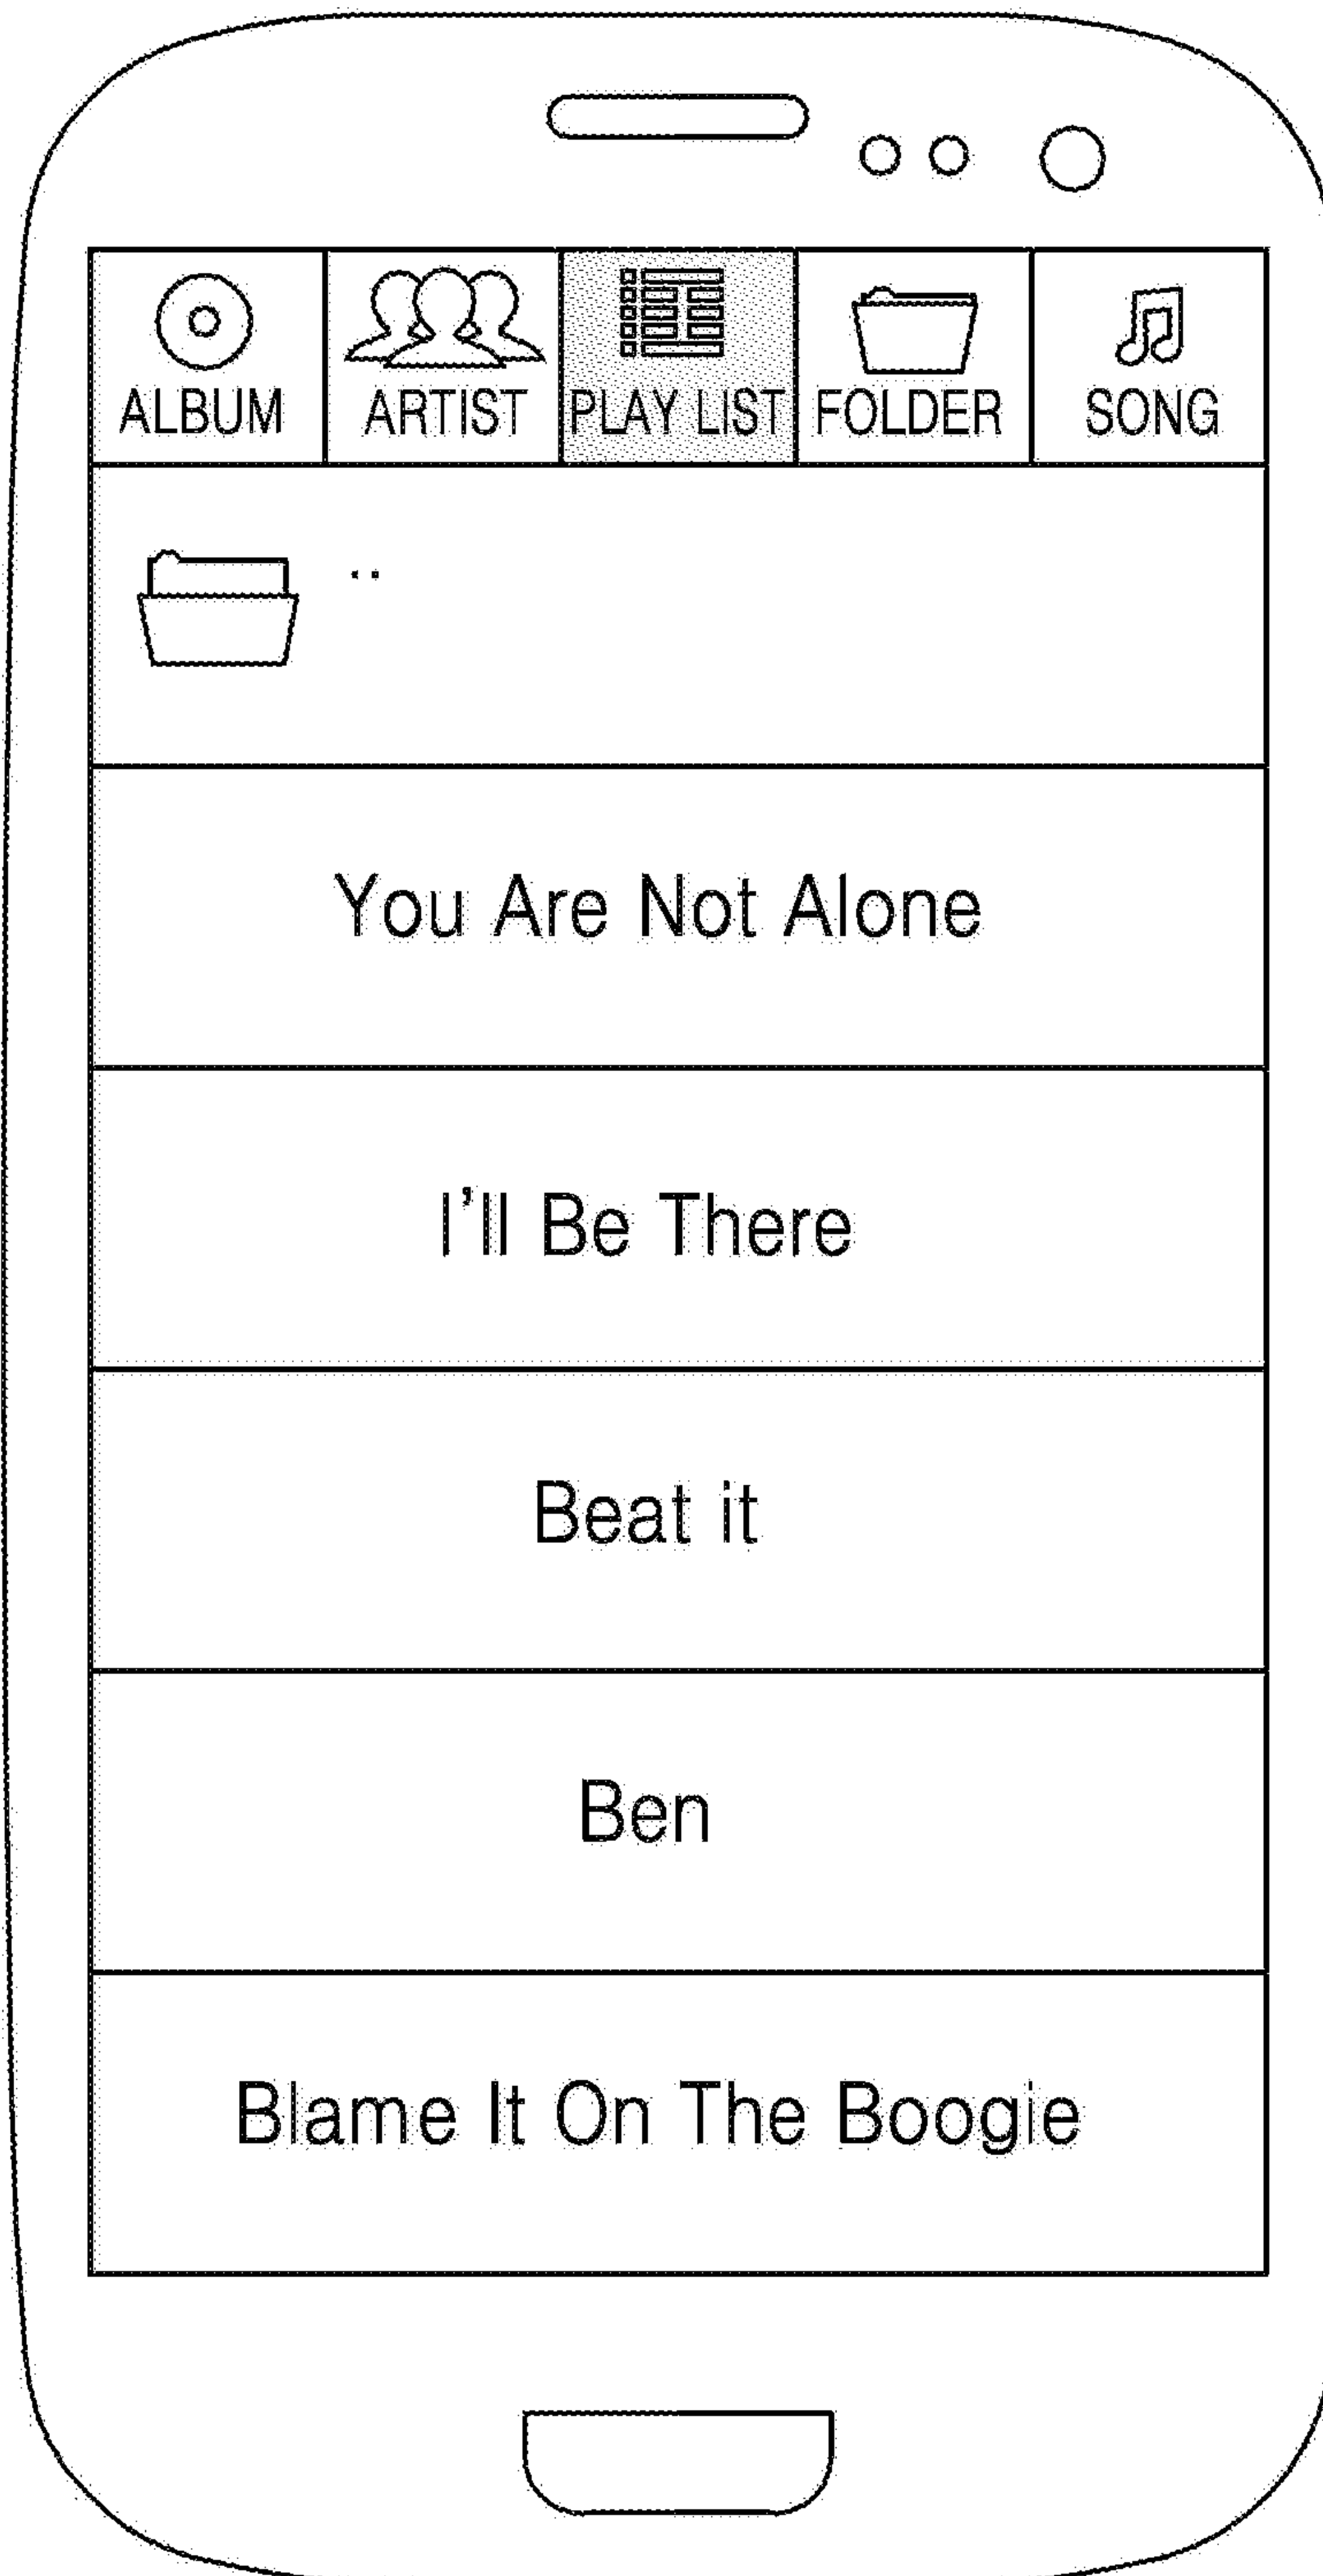 ALBUM ARTIST PLAY LIST FOLDER SONG
..
You Are Not Alone
I'll Be There
Beat it
Ben
Blame It On The Boogie